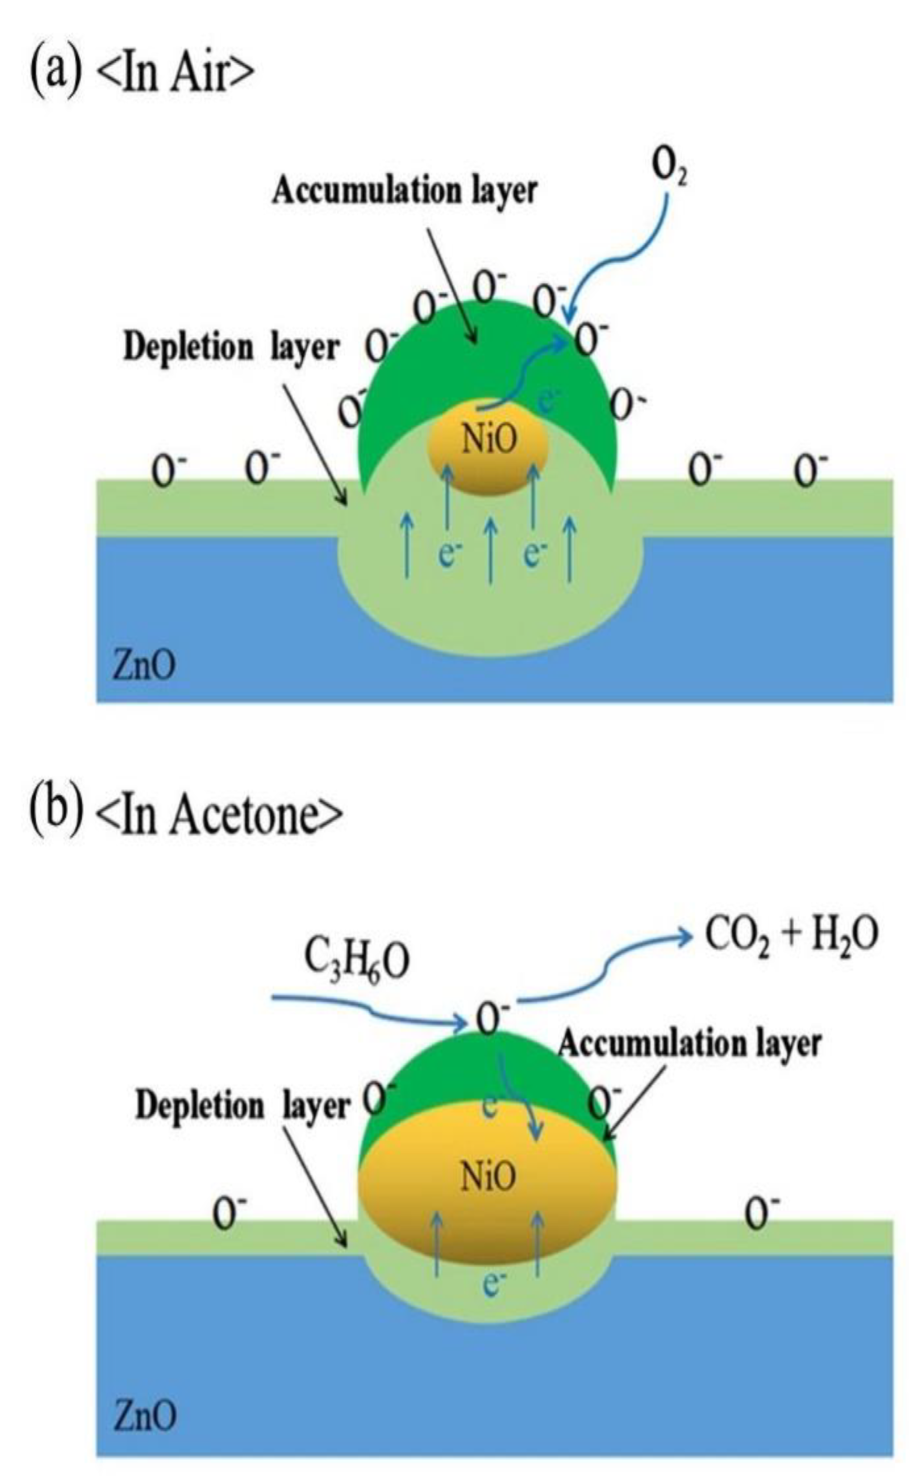 (a) <In Air>
O₂
Accumulation layer
O⁻ O⁻ O⁻
Depletion layer O⁻ O⁻
e⁻
O⁻ O⁻
NiO
O⁻ O⁻ O⁻ O⁻
e⁻ e⁻
ZnO
(b) <In Acetone>
CO₂ + H₂O
C₃H₆O
O⁻
Accumulation layer
Depletion layer O⁻ e⁻ O⁻
NiO
O⁻ O⁻
e⁻
ZnO